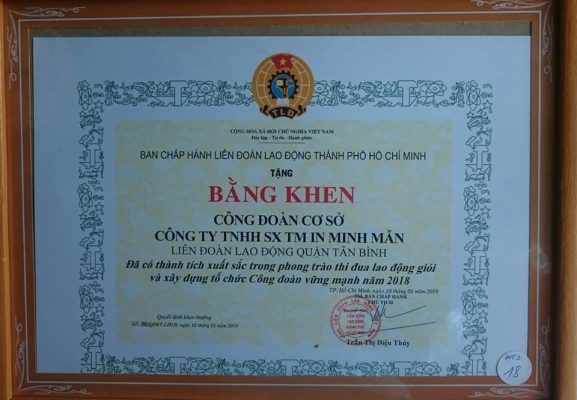 TLĐ
CỘNG HÒA XÃ HỘI CHỦ NGHĨA VIỆT NAM
Độc lập - Tự do - Hạnh phúc
BAN CHẤP HÀNH LIÊN ĐOÀN LAO ĐỘNG THÀNH PHỐ HỒ CHÍ MINH
TẶNG
BẰNG KHEN
CÔNG ĐOÀN CƠ SỞ
CÔNG TY TNHH SX TM IN MINH MẪN
LIÊN ĐOÀN LAO ĐỘNG QUẬN TÂN BÌNH
Đã có thành tích xuất sắc trong phong trào thi đua lao động giỏi
và xây dựng tổ chức Công đoàn vững mạnh năm 2018
TP. Hồ Chí Minh, ngày 10 tháng 01 năm 2019
TM. BAN CHẤP HÀNH
CHỦ TỊCH
Quyết định khen thưởng
ngày 10 tháng 01 năm 2019
Trần Thị Diệu Thúy
18